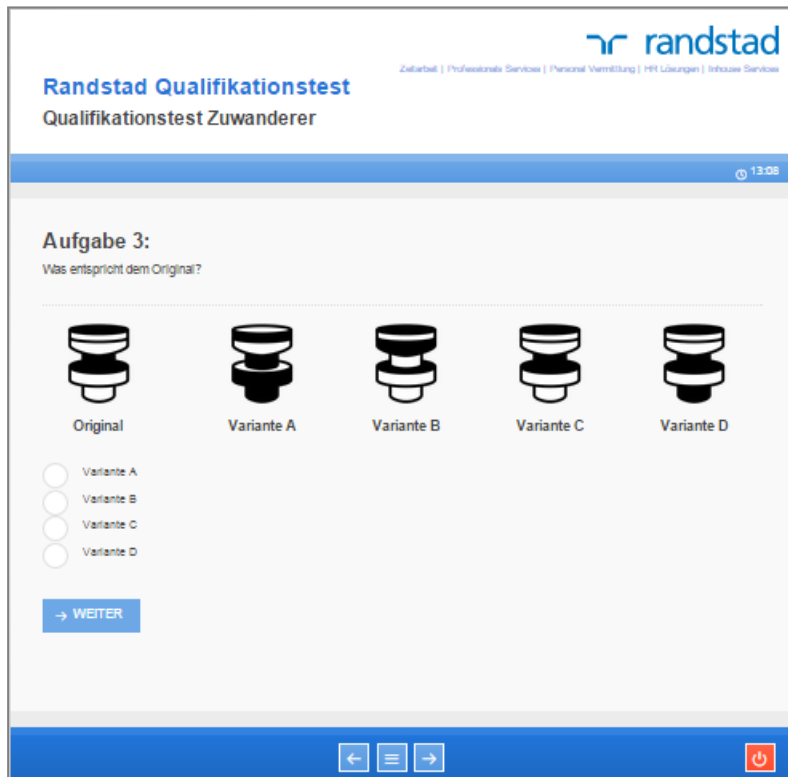 randstad
Zeitarbeit | Professionals Services | Personal Vermittlung | HR Lösungen | Inhouse Services
Randstad Qualifikationstest
Qualifikationstest Zuwanderer
13:08
Aufgabe 3:
Was entspricht dem Original?
Original Variante A Variante B Variante C Variante D
Variante A
Variante B
Variante C
Variante D
→ WEITER